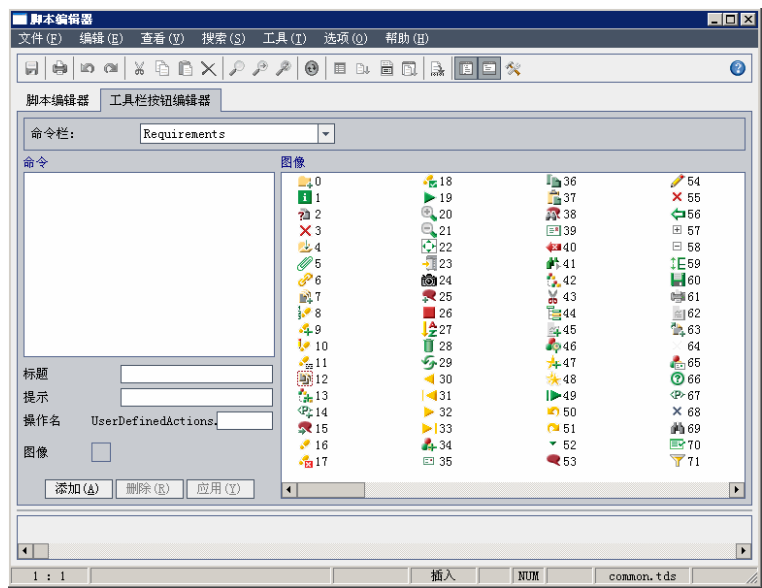 脚本编辑器
文件(F) 编辑(E) 查看(V) 搜索(S) 工具(T) 选项(O) 帮助(H)
脚本编辑器 工具栏按钮编辑器
命令栏: Requirements
命令 图像
0 18 36 54
1 19 37 55
2 20 38 56
3 21 39 57
4 22 40 58
5 23 41 59
6 24 42 60
7 25 43 61
8 26 44 62
9 27 45 63
10 28 46 64
11 29 47 65
12 30 48 66
13 31 49 67
14 32 50 68
15 33 51 69
16 34 52 70
17 35 53 71
标题
提示
操作名 UserDefinedActions.
图像
添加(A) 删除(R) 应用(Y)
1 : 1 插入 NUM common.tds